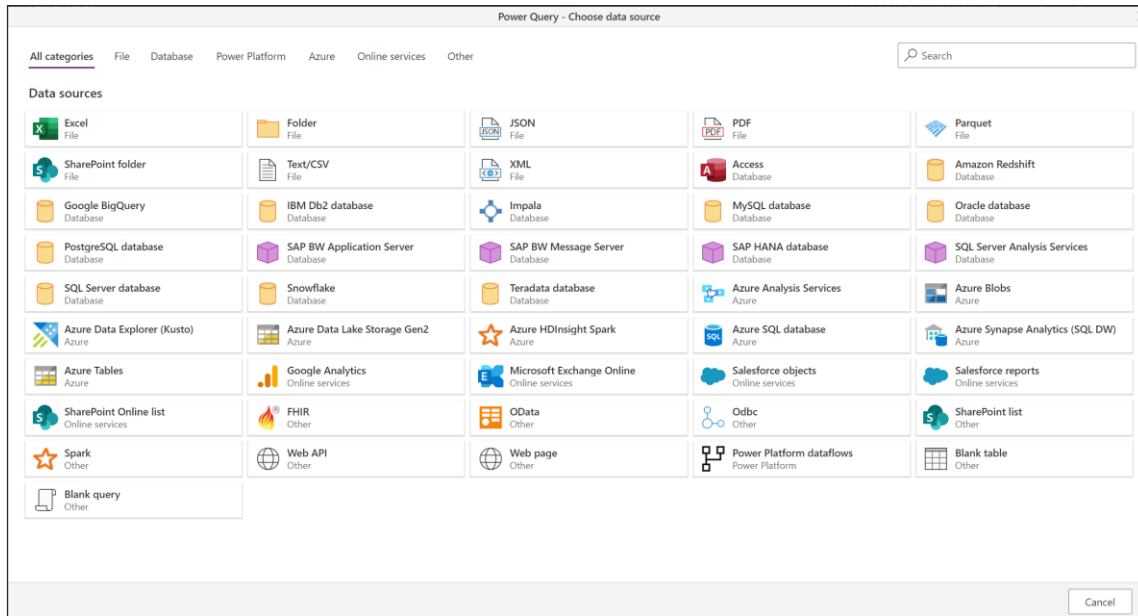 Power Query - Choose data source
All categories File Database Power Platform Azure Online services Other
Search
Data sources
Excel
File
Folder
File
JSON
JSON
File
PDF
PDF
File
Parquet
File
SharePoint folder
File
Text/CSV
File
XML
File
Access
Database
Amazon Redshift
Database
Google BigQuery
Database
IBM Db2 database
Database
Impala
Database
MySQL database
Database
Oracle database
Database
PostgreSQL database
Database
SAP BW Application Server
Database
SAP BW Message Server
Database
SAP HANA database
Database
SQL Server Analysis Services
Database
SQL Server database
Database
Snowflake
Database
Teradata database
Database
Azure Analysis Services
Azure
Azure Blobs
Azure
Azure Data Explorer (Kusto)
Azure
Azure Data Lake Storage Gen2
Azure
Azure HDInsight Spark
Azure
SQL
Azure SQL database
Azure
Azure Synapse Analytics (SQL DW)
Azure
Azure Tables
Azure
Google Analytics
Online services
Microsoft Exchange Online
Online services
Salesforce objects
Online services
Salesforce reports
Online services
SharePoint Online list
Online services
FHIR
Other
OData
Other
Odbc
Other
SharePoint list
Other
Spark
Other
Web API
Other
Web page
Other
Power Platform dataflows
Power Platform
Blank table
Other
Blank query
Other
Cancel